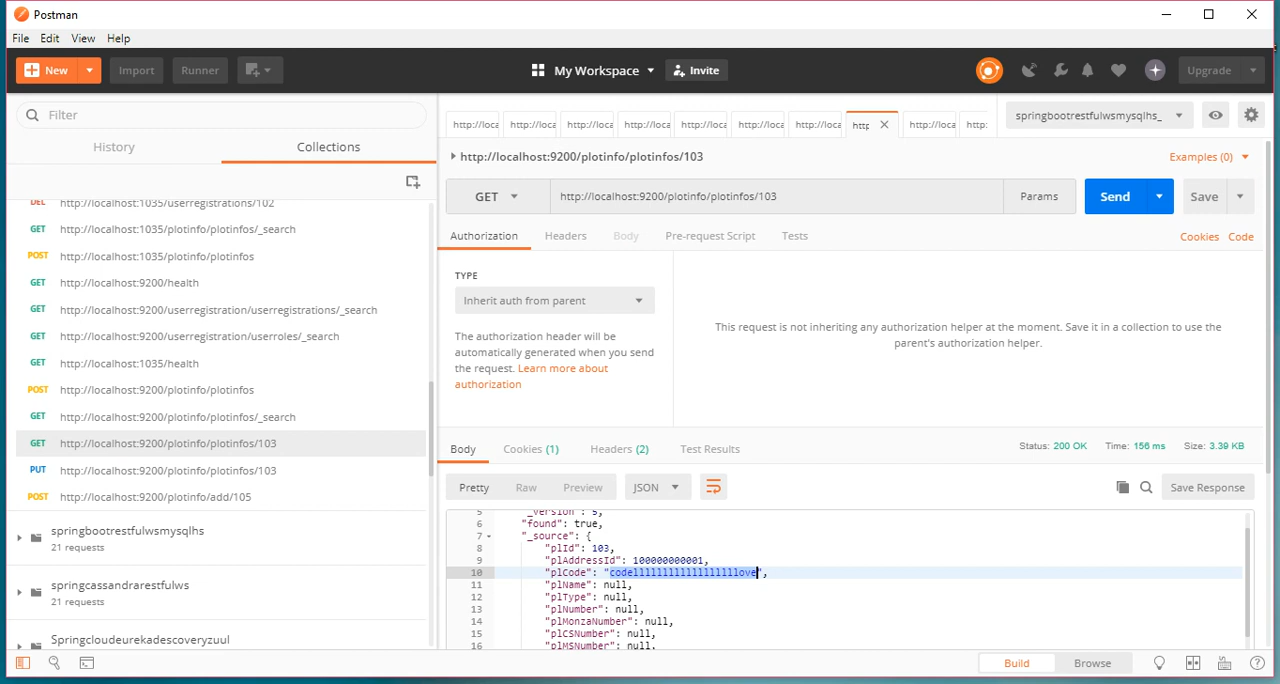 Postman
File Edit View Help
New Import Runner My Workspace Invite Upgrade
Filter
History Collections
DEL http://localhost:1035/userregistrations/102
GET http://localhost:1035/plotinfo/plotinfos/_search
POST http://localhost:1035/plotinfo/plotinfos
GET http://localhost:9200/health
GET http://localhost:9200/userregistration/userregistrations/_search
GET http://localhost:9200/userregistration/userroles/_search
GET http://localhost:1035/health
POST http://localhost:9200/plotinfo/plotinfos
GET http://localhost:9200/plotinfo/plotinfos/_search
GET http://localhost:9200/plotinfo/plotinfos/103
PUT http://localhost:9200/plotinfo/plotinfos/103
POST http://localhost:9200/plotinfo/add/105
springbootrestfulwsmysqlhs
21 requests
springcassandrarestfulws
21 requests
Springcloudeurekadescoveryzuul
http://loca http://loca http://loca http://loca http://loca http://loca http://loca http http://loca http:
springbootrestfulwsmysqlhs_
http://localhost:9200/plotinfo/plotinfos/103 Examples (0)
GET http://localhost:9200/plotinfo/plotinfos/103 Params Send Save
Authorization Headers Body Pre-request Script Tests Cookies Code
TYPE
Inherit auth from parent
The authorization header will be
automatically generated when you send
the request. Learn more about
authorization
This request is not inheriting any authorization helper at the moment. Save it in a collection to use the
parent's authorization helper.
Body Cookies (1) Headers (2) Test Results Status: 200 OK Time: 156 ms Size: 3.39 KB
Pretty Raw Preview JSON Save Response
5 "_version": 5,
6 "found": true,
7 "_source": {
8 "plId": 103,
9 "plAddressId": 100000000001,
10 "plCode": "codellllllllllllllllllove",
11 "plName": null,
12 "plType": null,
13 "plNumber": null,
14 "plMonzaNumber": null,
15 "plCSNumber": null,
16 "plMSNumber": null,
Build Browse